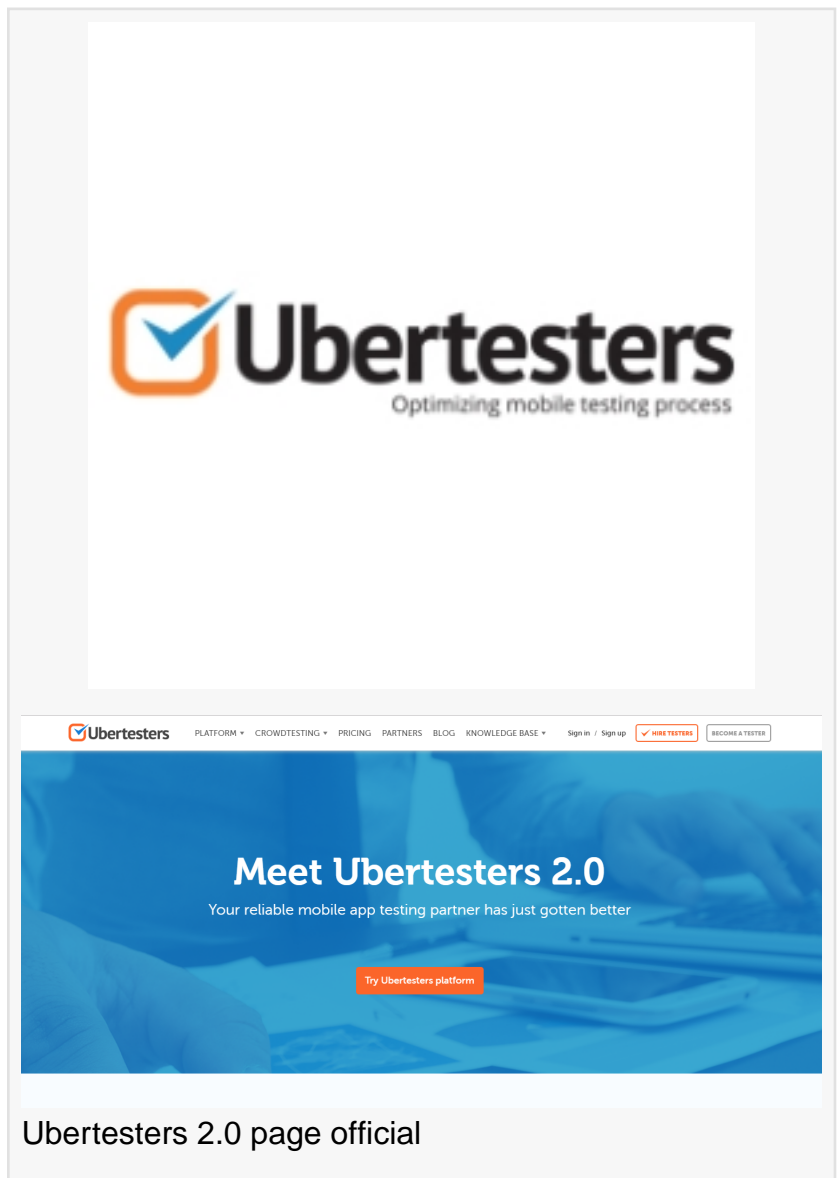 Ubertesters
Optimizing mobile testing process
Ubertesters PLATFORM CROWDTESTING PRICING PARTNERS BLOG KNOWLEDGE BASE Sign in / Sign up HIRE TESTERS BECOME A TESTER
Meet Ubertesters 2.0
Your reliable mobile app testing partner has just gotten better
Try Ubertesters platform
Ubertesters 2.0 page official